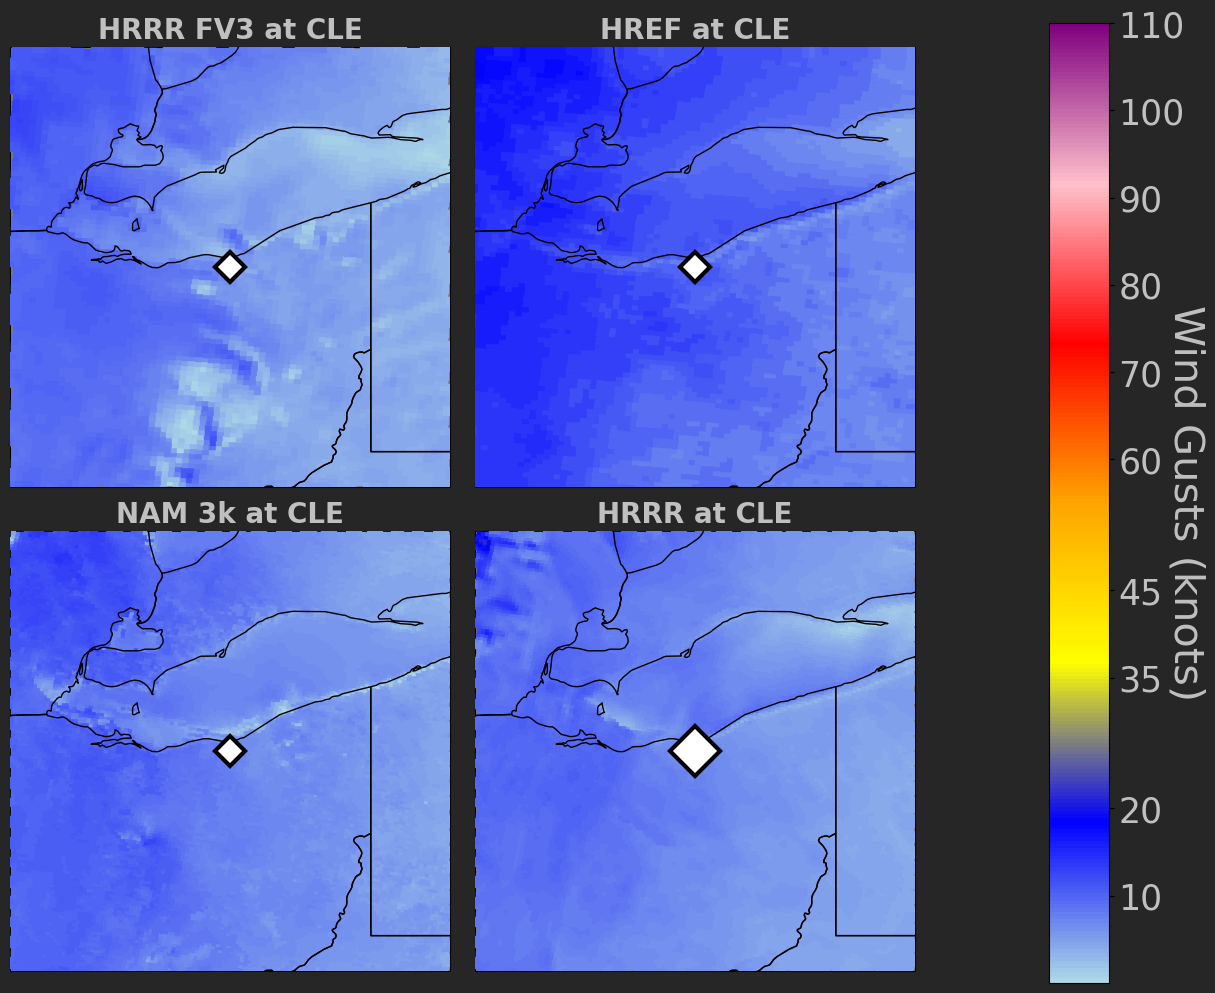 HRRR FV3 at CLE
HREF at CLE
NAM 3k at CLE
HRRR at CLE
110
100
90
80
70
60
45
35
20
10
Wind Gusts (knots)